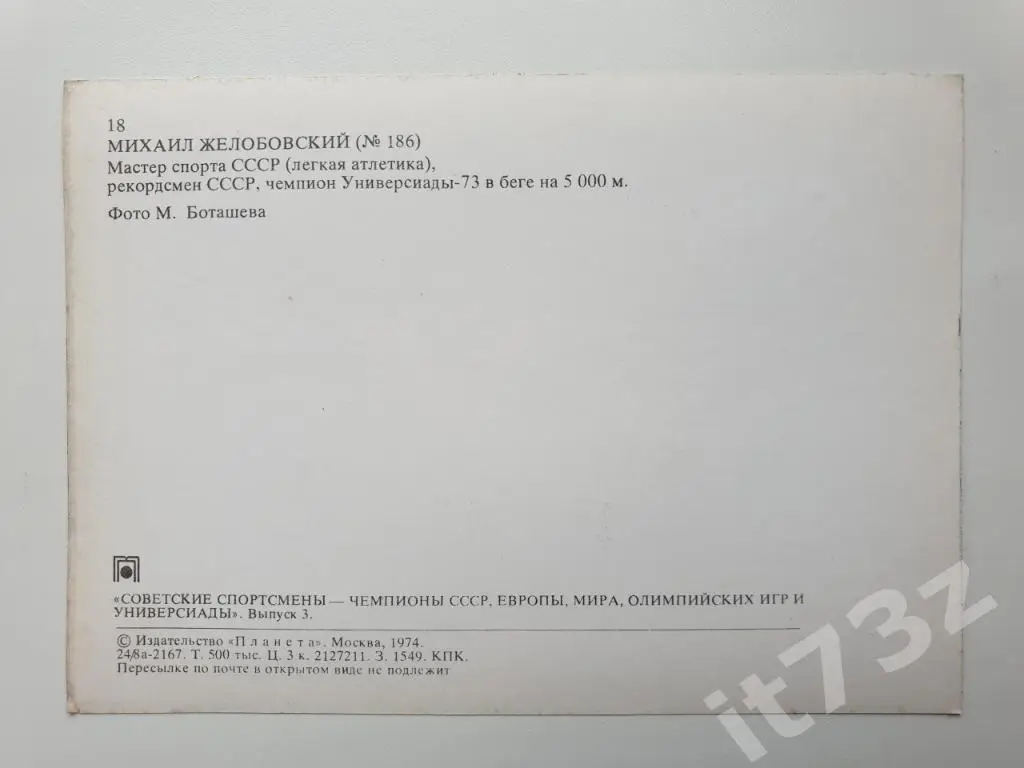 18
МИХАИЛ ЖЕЛОБОВСКИЙ (№ 186)
Мастер спорта СССР (легкая атлетика),
рекордсмен СССР, чемпион Универсиады-73 в беге на 5 000 м.
Фото М. Боташева
«СОВЕТСКИЕ СПОРТСМЕНЫ — ЧЕМПИОНЫ СССР, ЕВРОПЫ, МИРА, ОЛИМПИЙСКИХ ИГР И
УНИВЕРСИАДЫ». Выпуск 3.
© Издательство «Планета». Москва, 1974.
24/8а-2167. Т. 500 тыс. Ц. 3 к. 2127211. З. 1549. КПК.
Пересылке по почте в открытом виде не подлежит
it73z